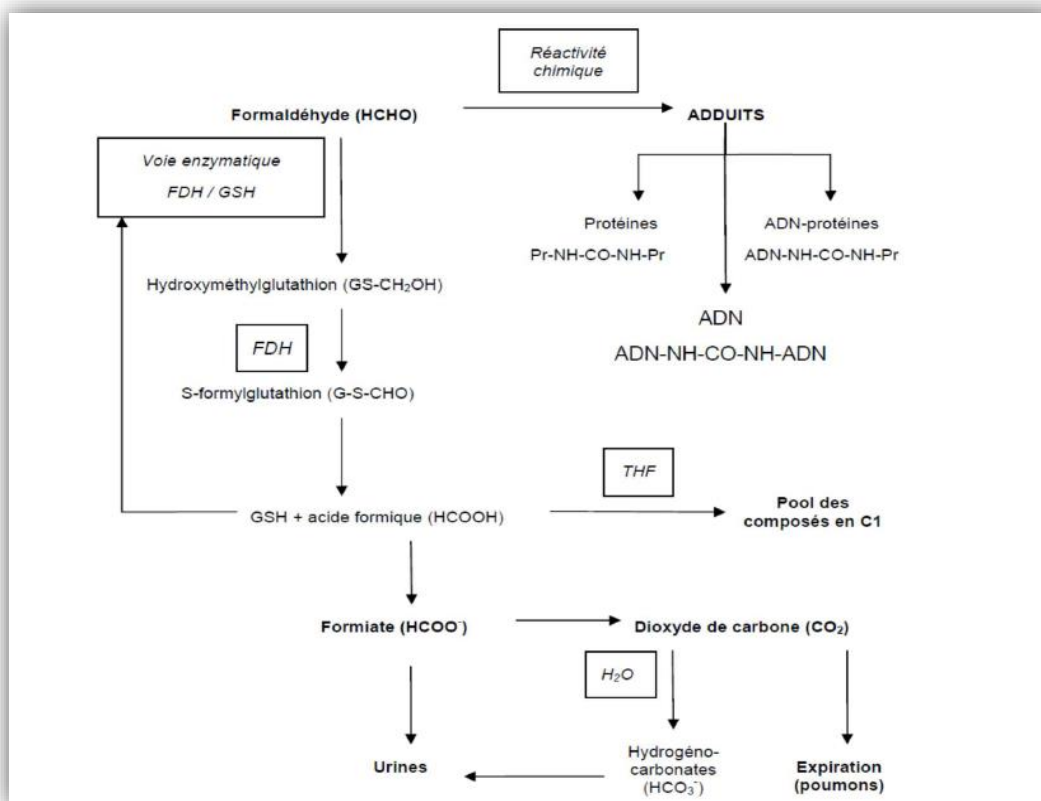 Réactivité
chimique
Formaldéhyde (HCHO)
ADDUITS
Voie enzymatique
FDH / GSH
Protéines
Pr-NH-CO-NH-Pr
ADN-protéines
ADN-NH-CO-NH-Pr
Hydroxyméthylglutathion (GS-CH₂OH)
ADN
ADN-NH-CO-NH-ADN
FDH
S-formylglutathion (G-S-CHO)
THF
GSH + acide formique (HCOOH)
Pool des
composés en C1
Formiate (HCOO⁻)
Dioxyde de carbone (CO₂)
H₂O
Urines
Hydrogéno-
carbonates
(HCO₃⁻)
Expiration
(poumons)